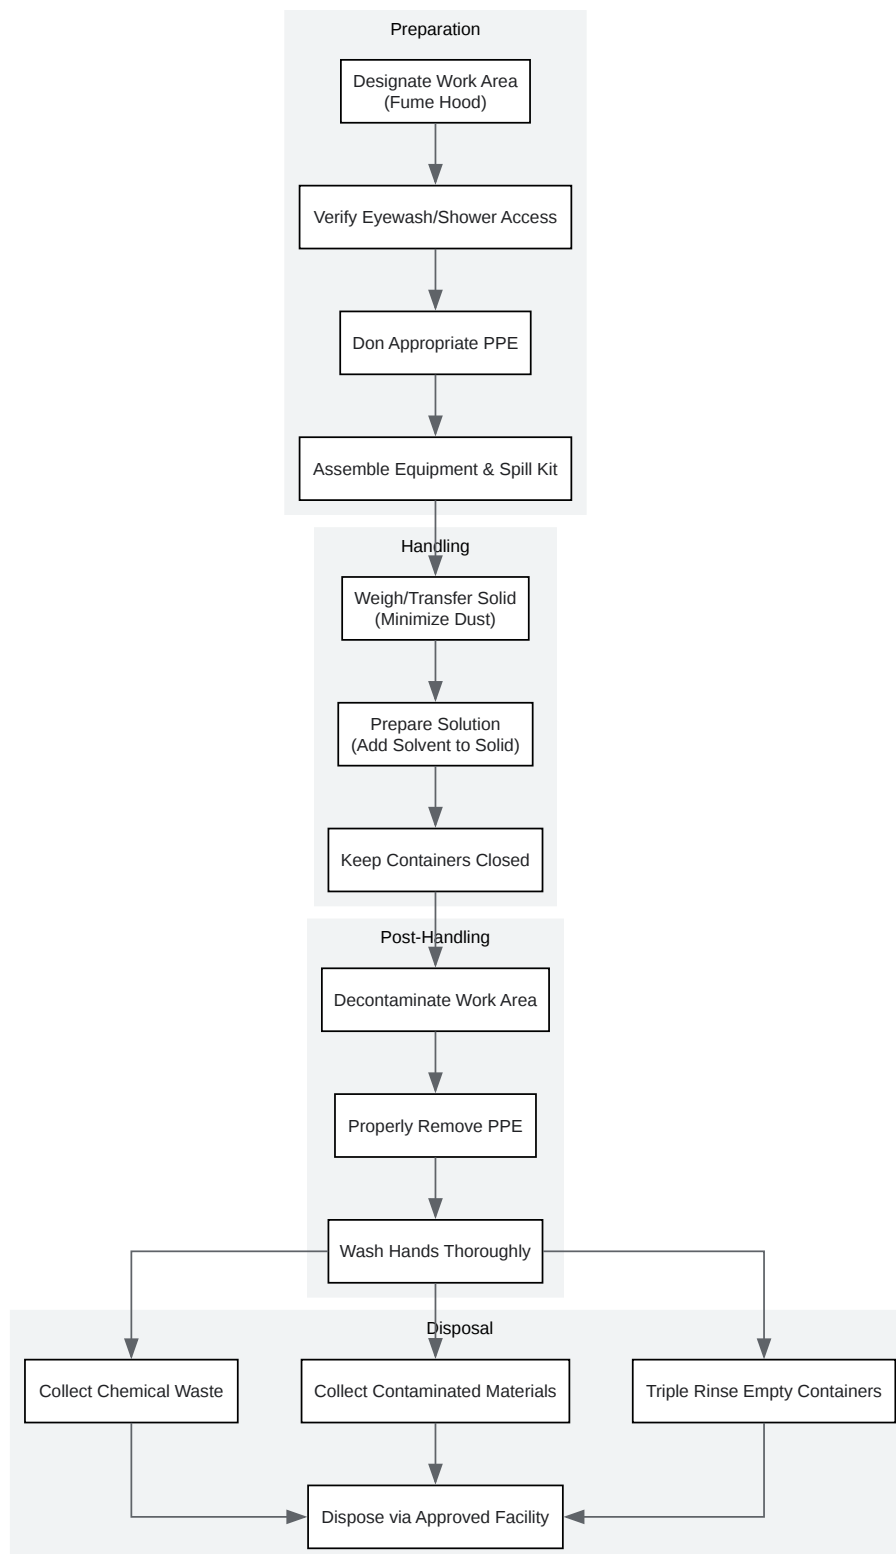 Preparation
Designate Work Area
(Fume Hood)
Verify Eyewash/Shower Access
Don Appropriate PPE
Assemble Equipment & Spill Kit
Handling
Weigh/Transfer Solid
(Minimize Dust)
Prepare Solution
(Add Solvent to Solid)
Keep Containers Closed
Post-Handling
Decontaminate Work Area
Properly Remove PPE
Wash Hands Thoroughly
Disposal
Collect Chemical Waste
Collect Contaminated Materials
Triple Rinse Empty Containers
Dispose via Approved Facility